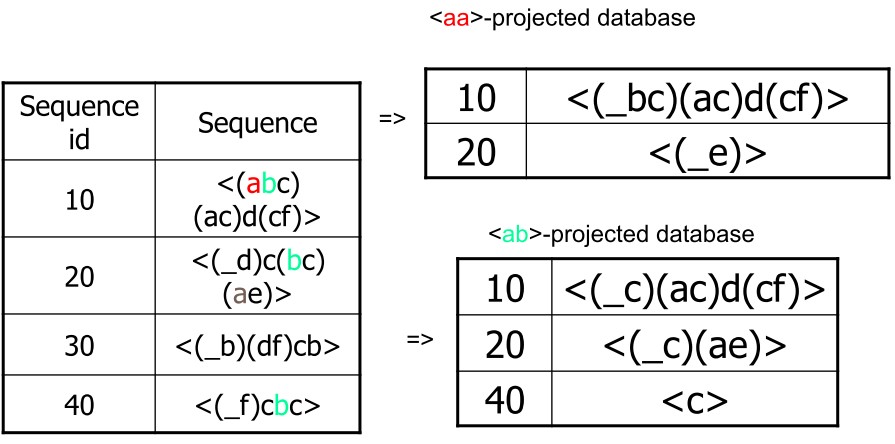 <aa>-projected database
Sequence id
Sequence
10
<(abc)
(ac)d(cf)>
20
<(_d)c(bc)
(ae)>
30
<(_b)(df)cb>
40
<(_f)cbc>
=>
10
<(_bc)(ac)d(cf)>
20
<(_e)>
<ab>-projected database
=>
10
<(_c)(ac)d(cf)>
20
<(_c)(ae)>
40
<c>